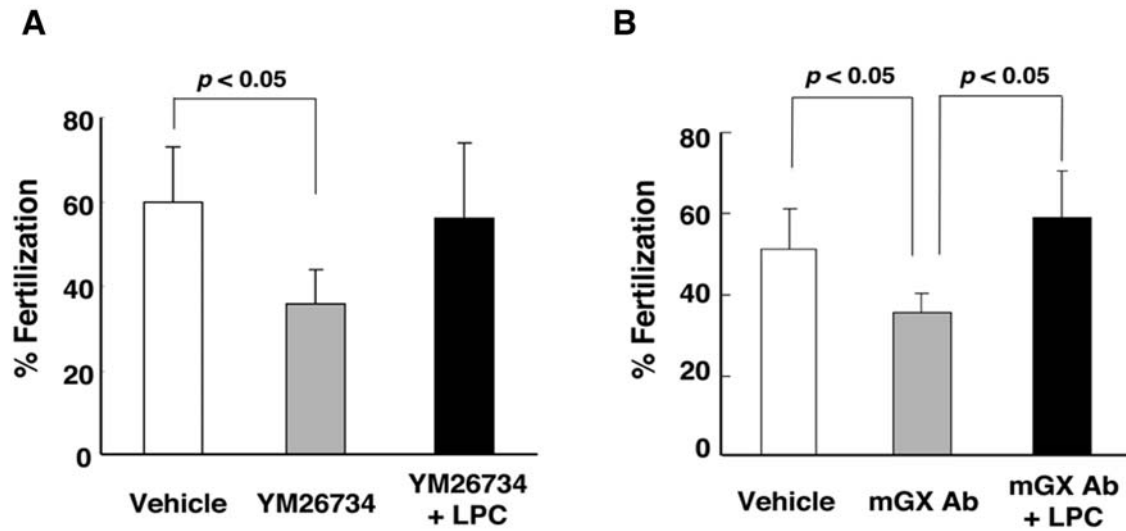 A
p < 0.05
80
60
40
20
0
% Fertilization
Vehicle
YM26734
YM26734
+ LPC
B
p < 0.05
p < 0.05
80
60
40
20
0
% Fertilization
Vehicle
mGX Ab
mGX Ab
+ LPC